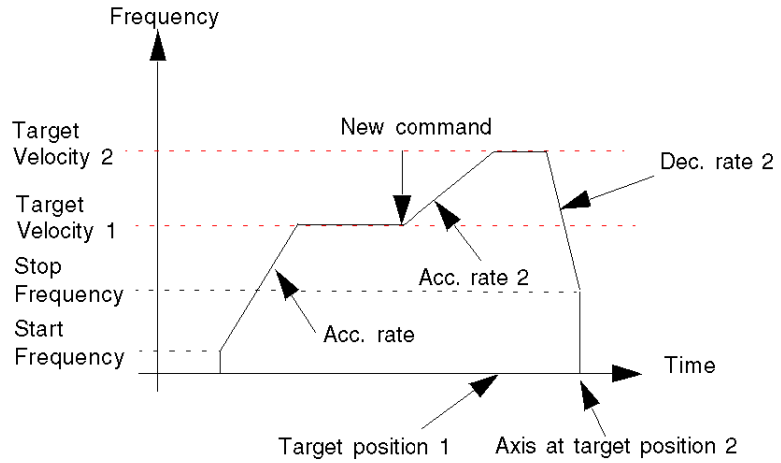 Frequency
New command
Target
Velocity 2
Dec. rate 2
Target
Velocity 1
Acc. rate 2
Stop
Frequency
Acc. rate
Start
Frequency
Time
Target position 1
Axis at target position 2